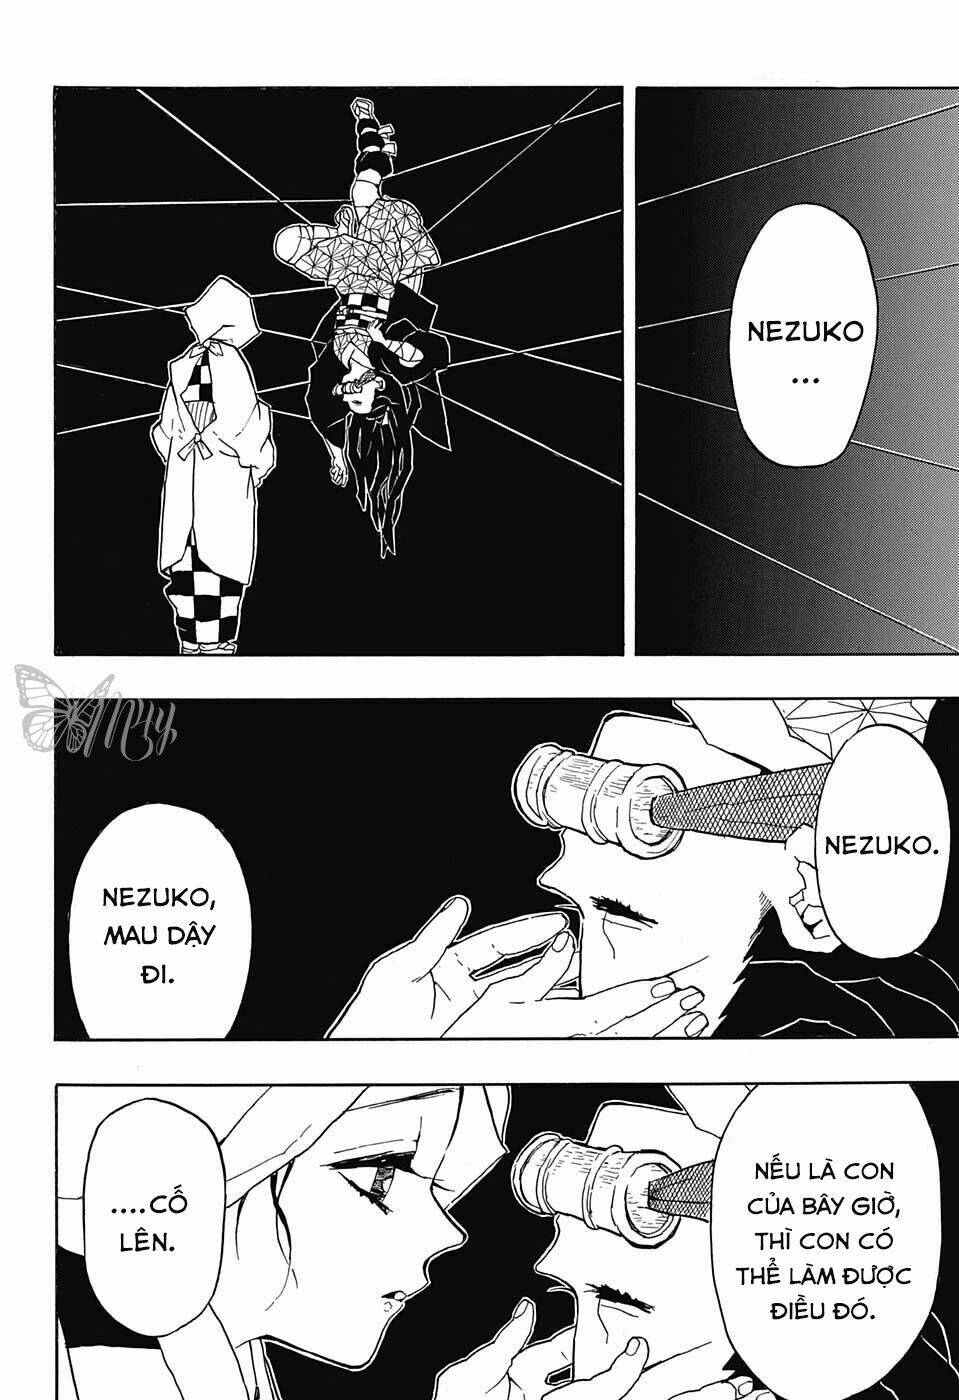 NEZUKO
...
NEZUKO.
NEZUKO,
MAU DẬY
ĐI.
NẾU LÀ CON
CỦA BÂY GIỜ,
THÌ CON CÓ
THỂ LÀM ĐƯỢC
ĐIỀU ĐÓ.
....CỐ
LÊN.
M4y